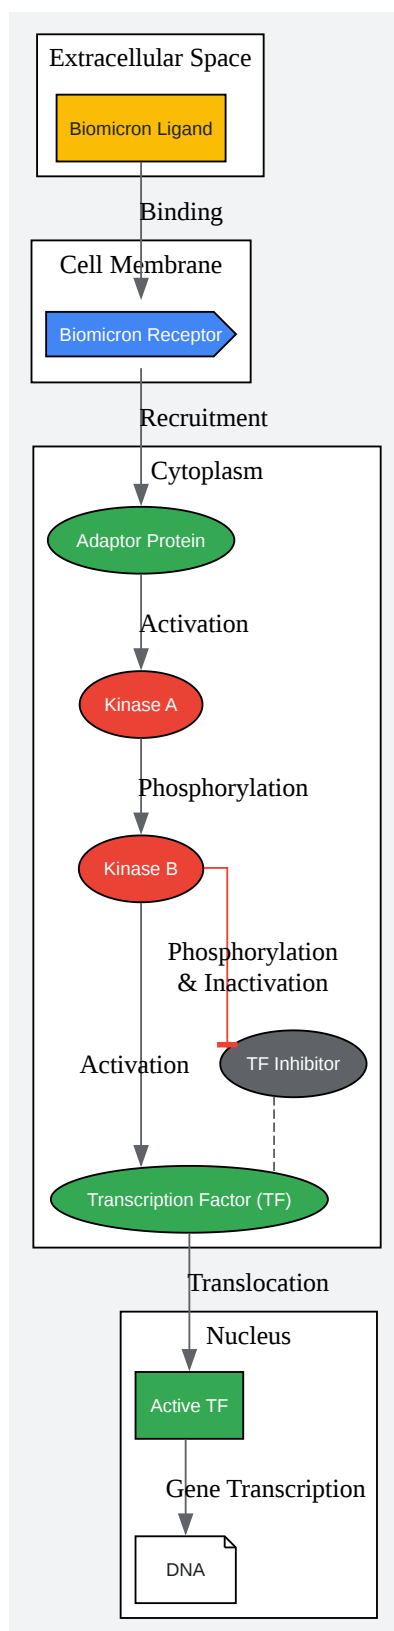 Extracellular Space
Biomicron Ligand
Binding
Cell Membrane
Biomicron Receptor
Recruitment
Cytoplasm
Adaptor Protein
Activation
Kinase A
Phosphorylation
Kinase B
Phosphorylation
& Inactivation
Activation
TF Inhibitor
Transcription Factor (TF)
Translocation
Nucleus
Active TF
Gene Transcription
DNA